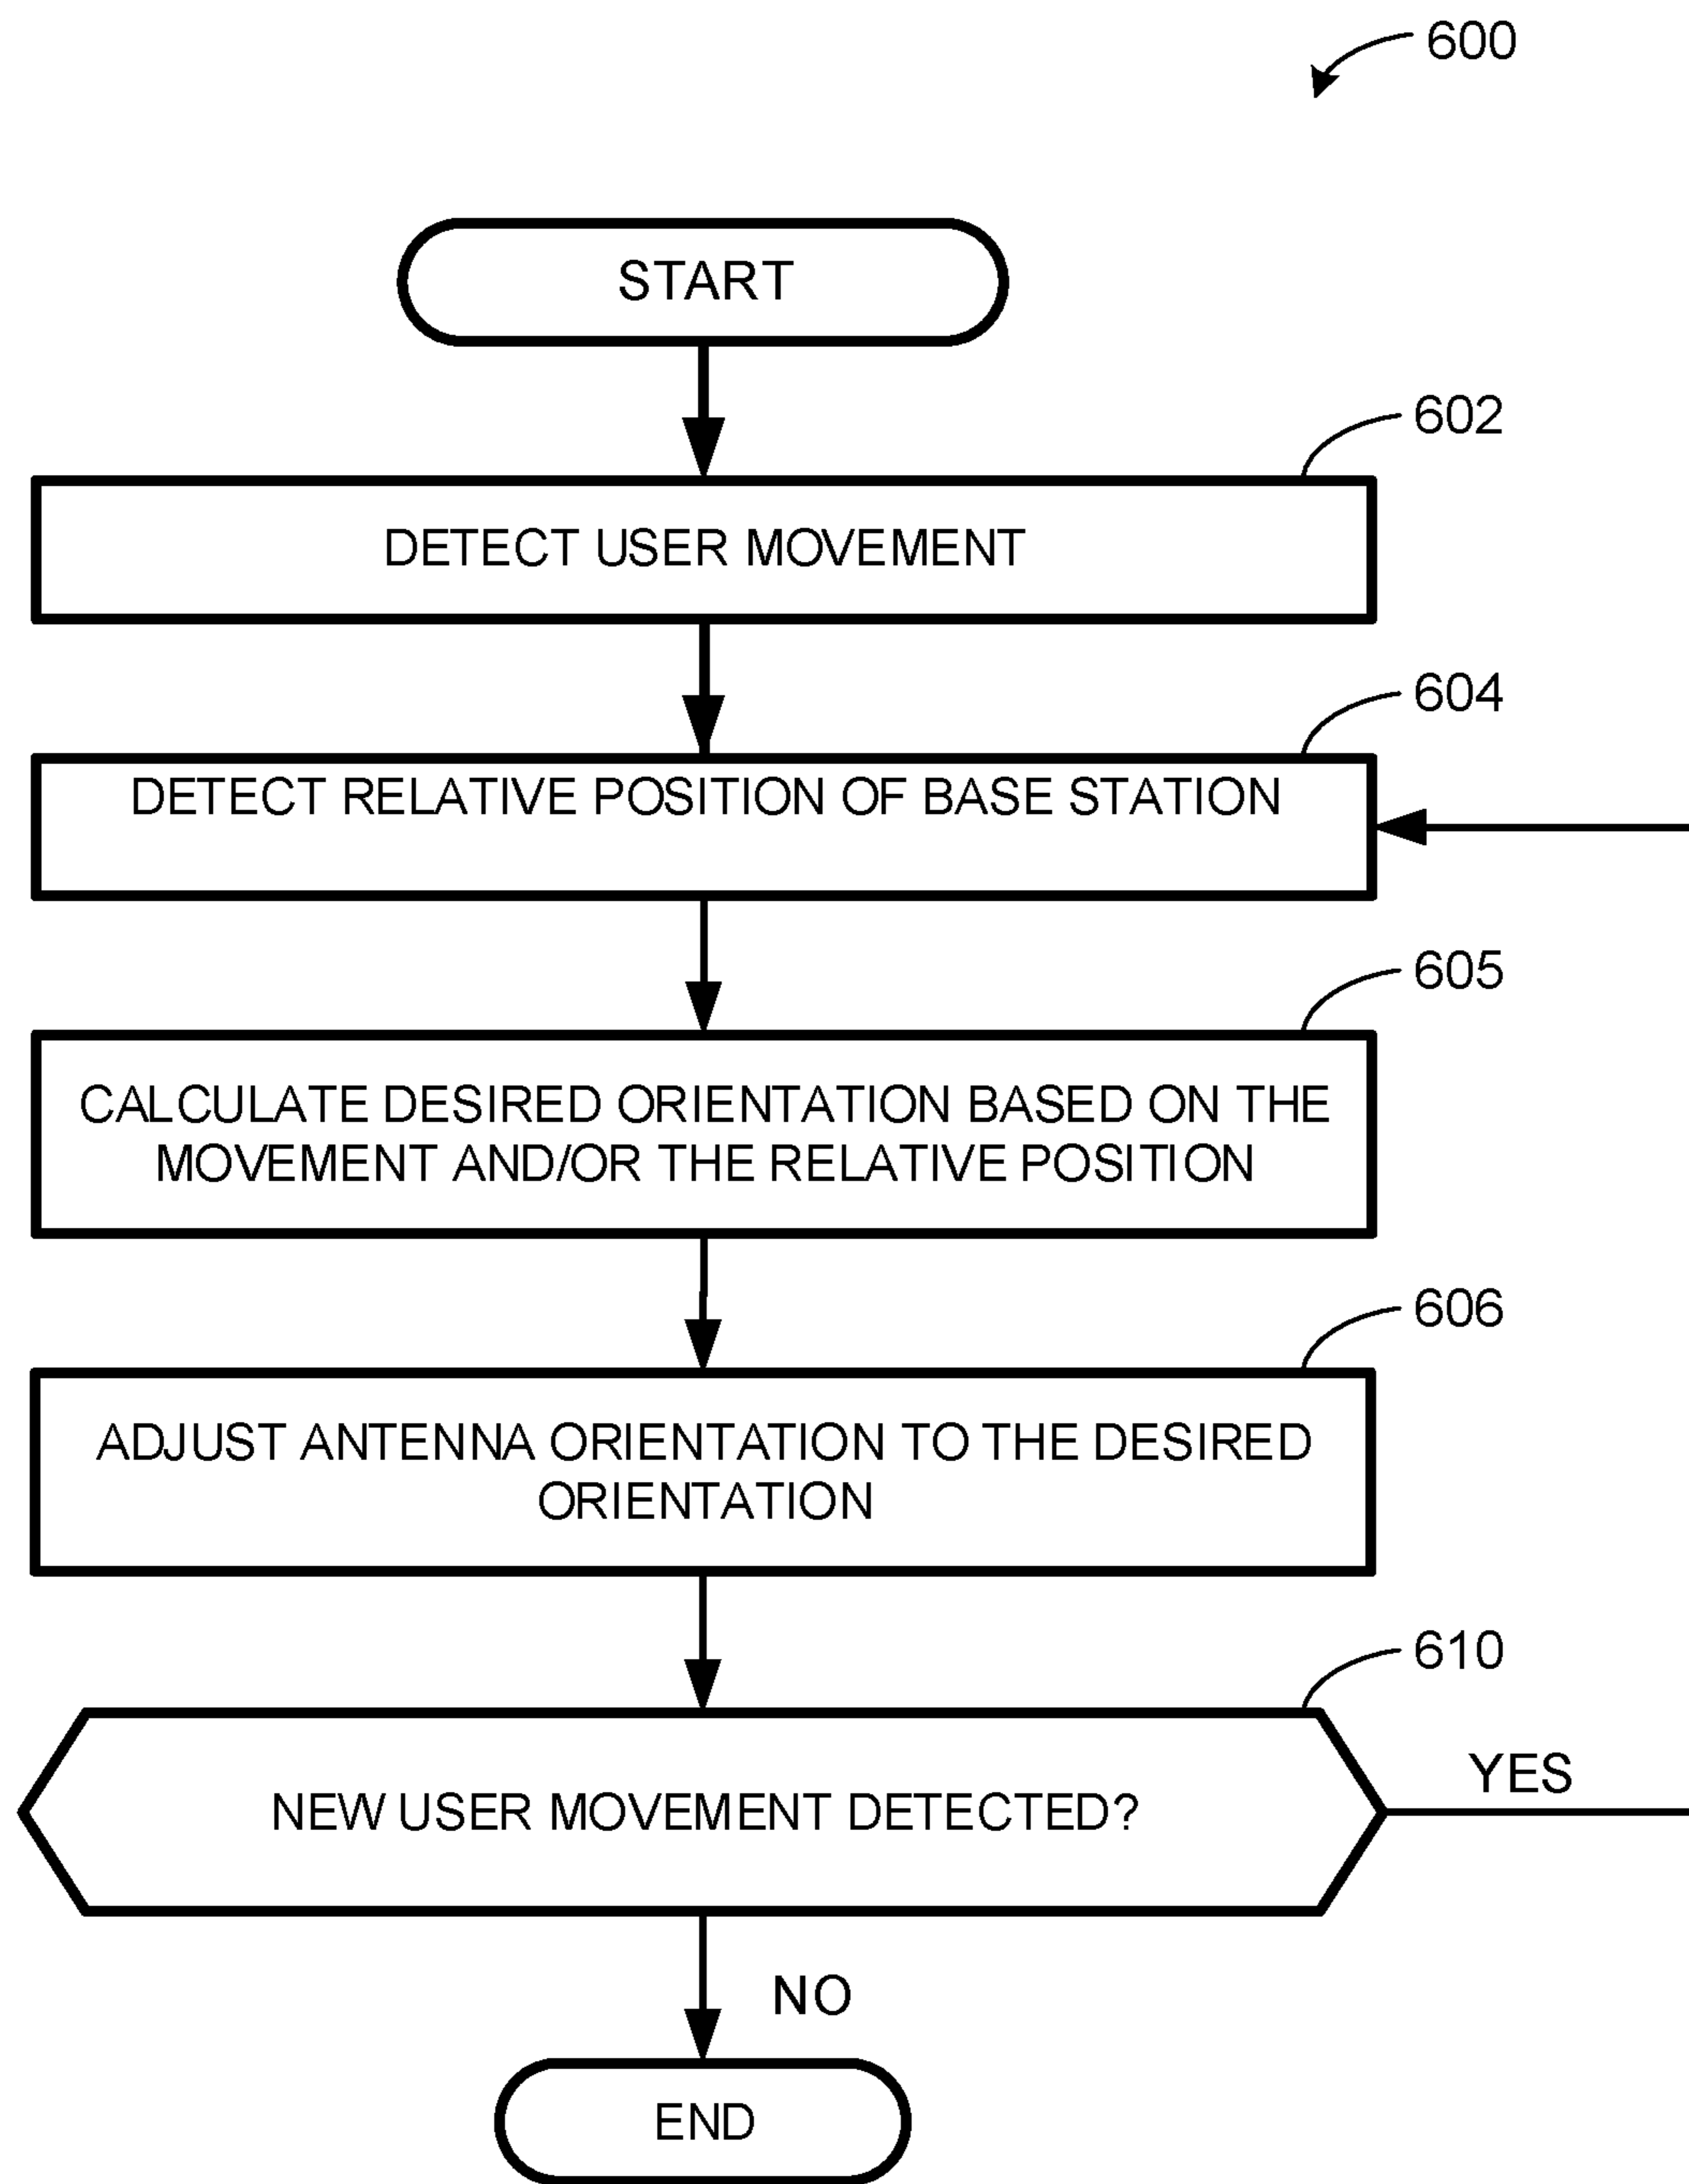 600
START
602
DETECT USER MOVEMENT
604
DETECT RELATIVE POSITION OF BASE STATION
605
CALCULATE DESIRED ORIENTATION BASED ON THE
MOVEMENT AND/OR THE RELATIVE POSITION
606
ADJUST ANTENNA ORIENTATION TO THE DESIRED
ORIENTATION
610
NEW USER MOVEMENT DETECTED?
YES
NO
END